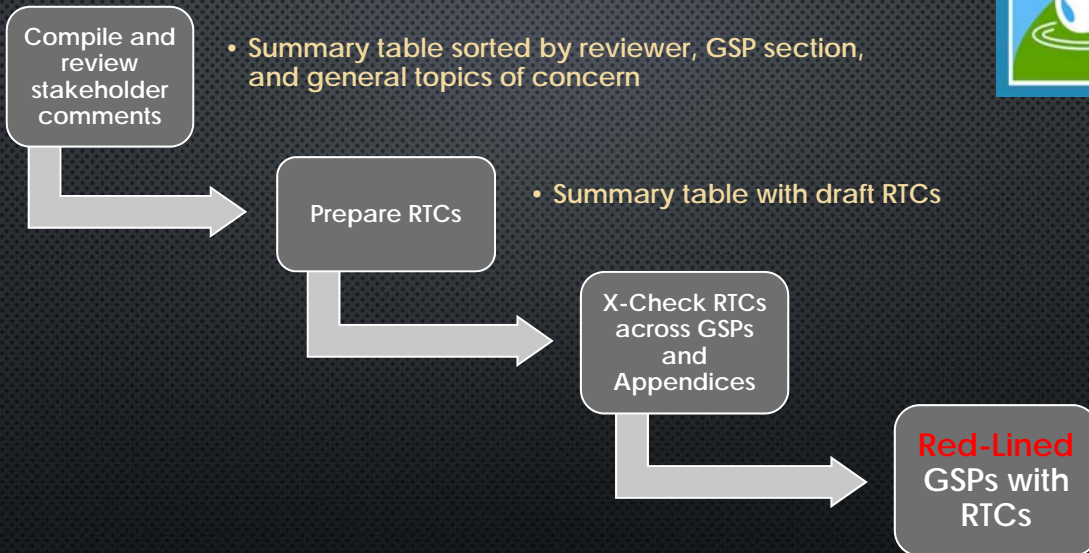 Compile and
review
stakeholder
comments
• Summary table sorted by reviewer, GSP section,
and general topics of concern
Prepare RTCs
• Summary table with draft RTCs
X-Check RTCs
across GSPs
and
Appendices
Red-Lined
GSPs with
RTCs